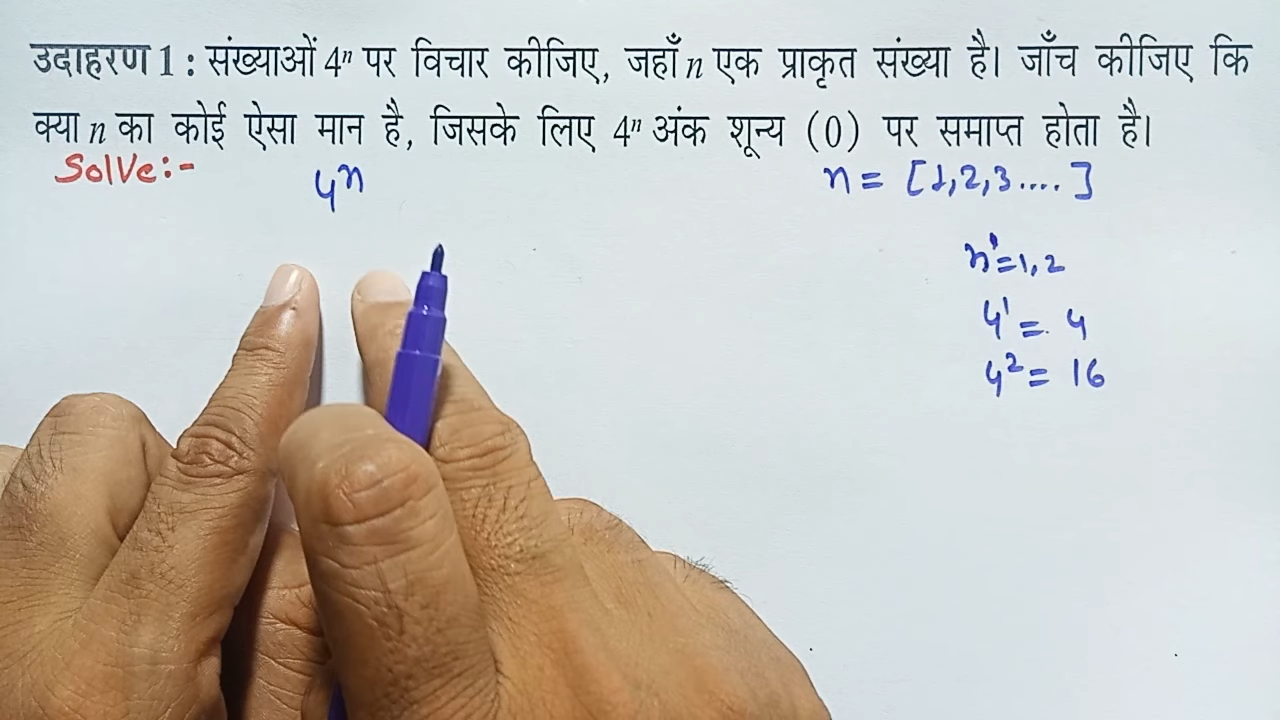 उदाहरण 1 : संख्याओं 4ⁿ पर विचार कीजिए, जहाँ n एक प्राकृत संख्या है। जाँच कीजिए कि
क्या n का कोई ऐसा मान है, जिसके लिए 4ⁿ अंक शून्य (0) पर समाप्त होता है।
Solve:- 4ⁿ n = [1,2,3....]
n'=1,2
4¹ = 4
4² = 16